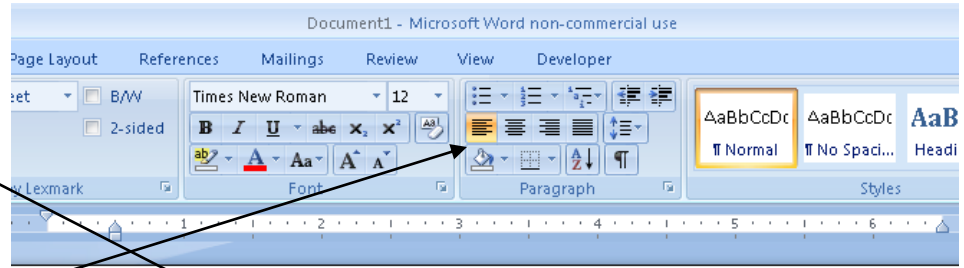 Document1 - Microsoft Word non-commercial use
Page Layout References Mailings Review View Developer
eet B/W Times New Roman 12
2-sided B I U abc x₂ x² Aa
ab A Aa A A A Z ¶
AaBbCcDc AaBbCcDc AaB
¶ Normal ¶ No Spaci... Headi
Lexmark Font Paragraph Styles
1 2 3 4 5 6